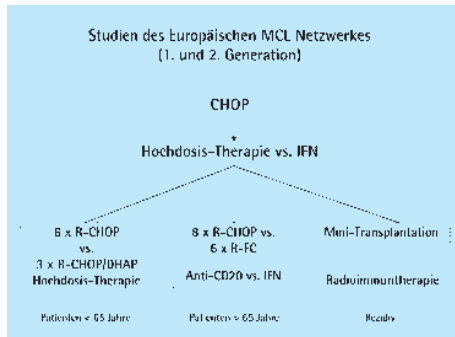 Studien des Europäischen MCL Netzwerkes
(1. und 2. Generation)
CHOP
*
Hochdosis-Therapie vs. IFN
6 x R-CHOP
vs.
3 x R-CHOP/DHAP
Hochdosis-Therapie
Patienten < 65 Jahre
8 x R-CHOP vs.
6 x R-FC
Anti-CD20 vs. IFN
Patienten > 65 Jahre
Mini-Transplantation
Radioimmuntherapie
Rezidiv